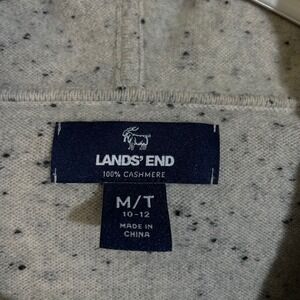 LANDS' END
100% CASHMERE
M/T
10-12
MADE IN
CHINA